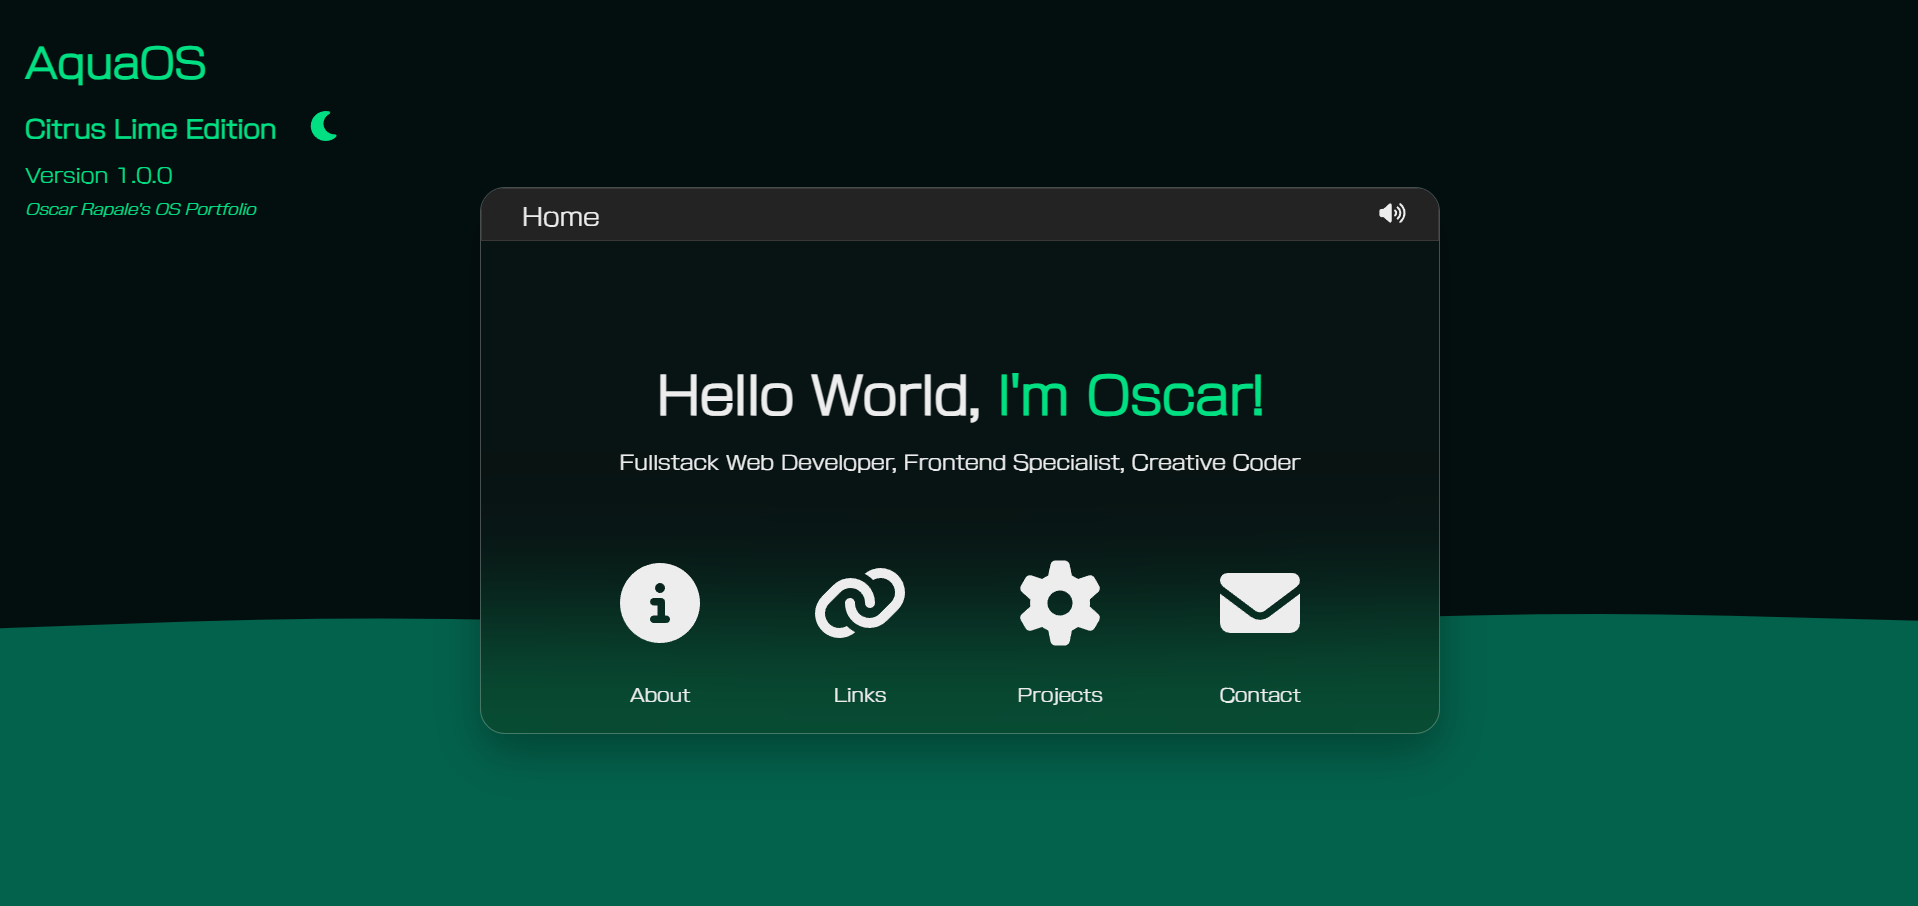 AquaOS
Citrus Lime Edition
Version 1.0.0
Oscar Rapale's OS Portfolio
Home
Hello World, I'm Oscar!
Fullstack Web Developer, Frontend Specialist, Creative Coder
About
Links
Projects
Contact